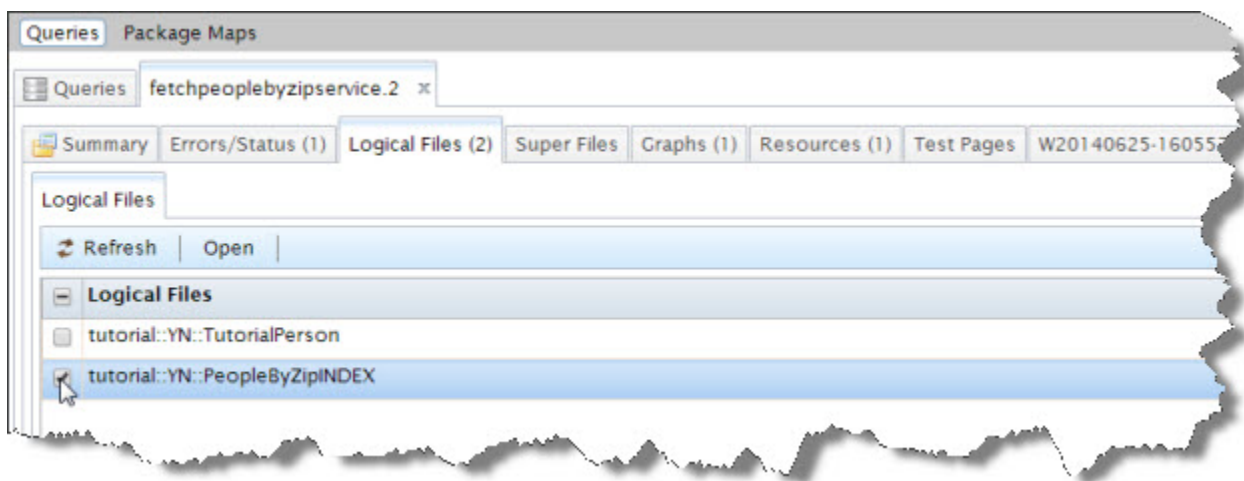 Queries Package Maps
Queries fetchpeoplebyzipservice.2 x
Summary Errors/Status (1) Logical Files (2) Super Files Graphs (1) Resources (1) Test Pages W20140625-16055
Logical Files
Refresh Open
Logical Files
tutorial::YN::TutorialPerson
tutorial::YN::PeopleByZipINDEX